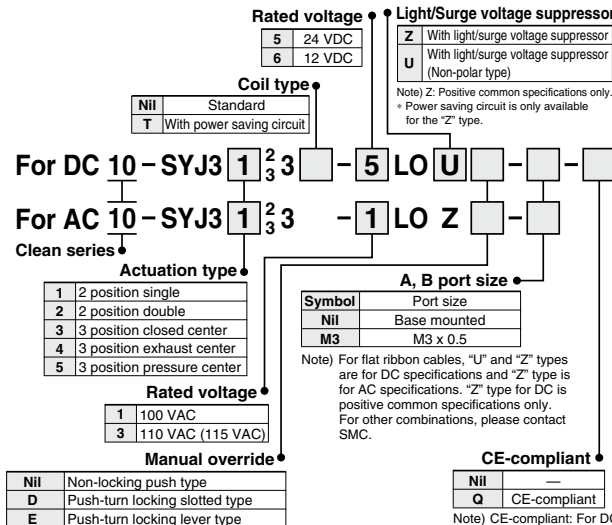 Rated voltage
5 24 VDC
6 12 VDC
Light/Surge voltage suppressor
Z With light/surge voltage suppressor
U With light/surge voltage suppressor
(Non-polar type)
Note) Z: Positive common specifications only.
* Power saving circuit is only available
for the “Z” type.
Coil type
Nil Standard
T With power saving circuit
For DC 10 – SYJ3 1 2 3 3 – 5 LO U – –
For AC 10 – SYJ3 1 2 3 3 – 1 LO Z –
Clean series
Actuation type
1 2 position single
2 2 position double
3 3 position closed center
4 3 position exhaust center
5 3 position pressure center
A, B port size
Symbol Port size
Nil Base mounted
M3 M3 x 0.5
Note) For flat ribbon cables, “U” and “Z” types
are for DC specifications and “Z” type is
for AC specifications. “Z” type for DC is
positive common specifications only.
For other combinations, please contact
SMC.
Rated voltage
1 100 VAC
3 110 VAC (115 VAC)
Manual override
Nil Non-locking push type
D Push-turn locking slotted type
E Push-turn locking lever type
CE-compliant
Nil —
Q CE-compliant
Note) CE-compliant: For DC